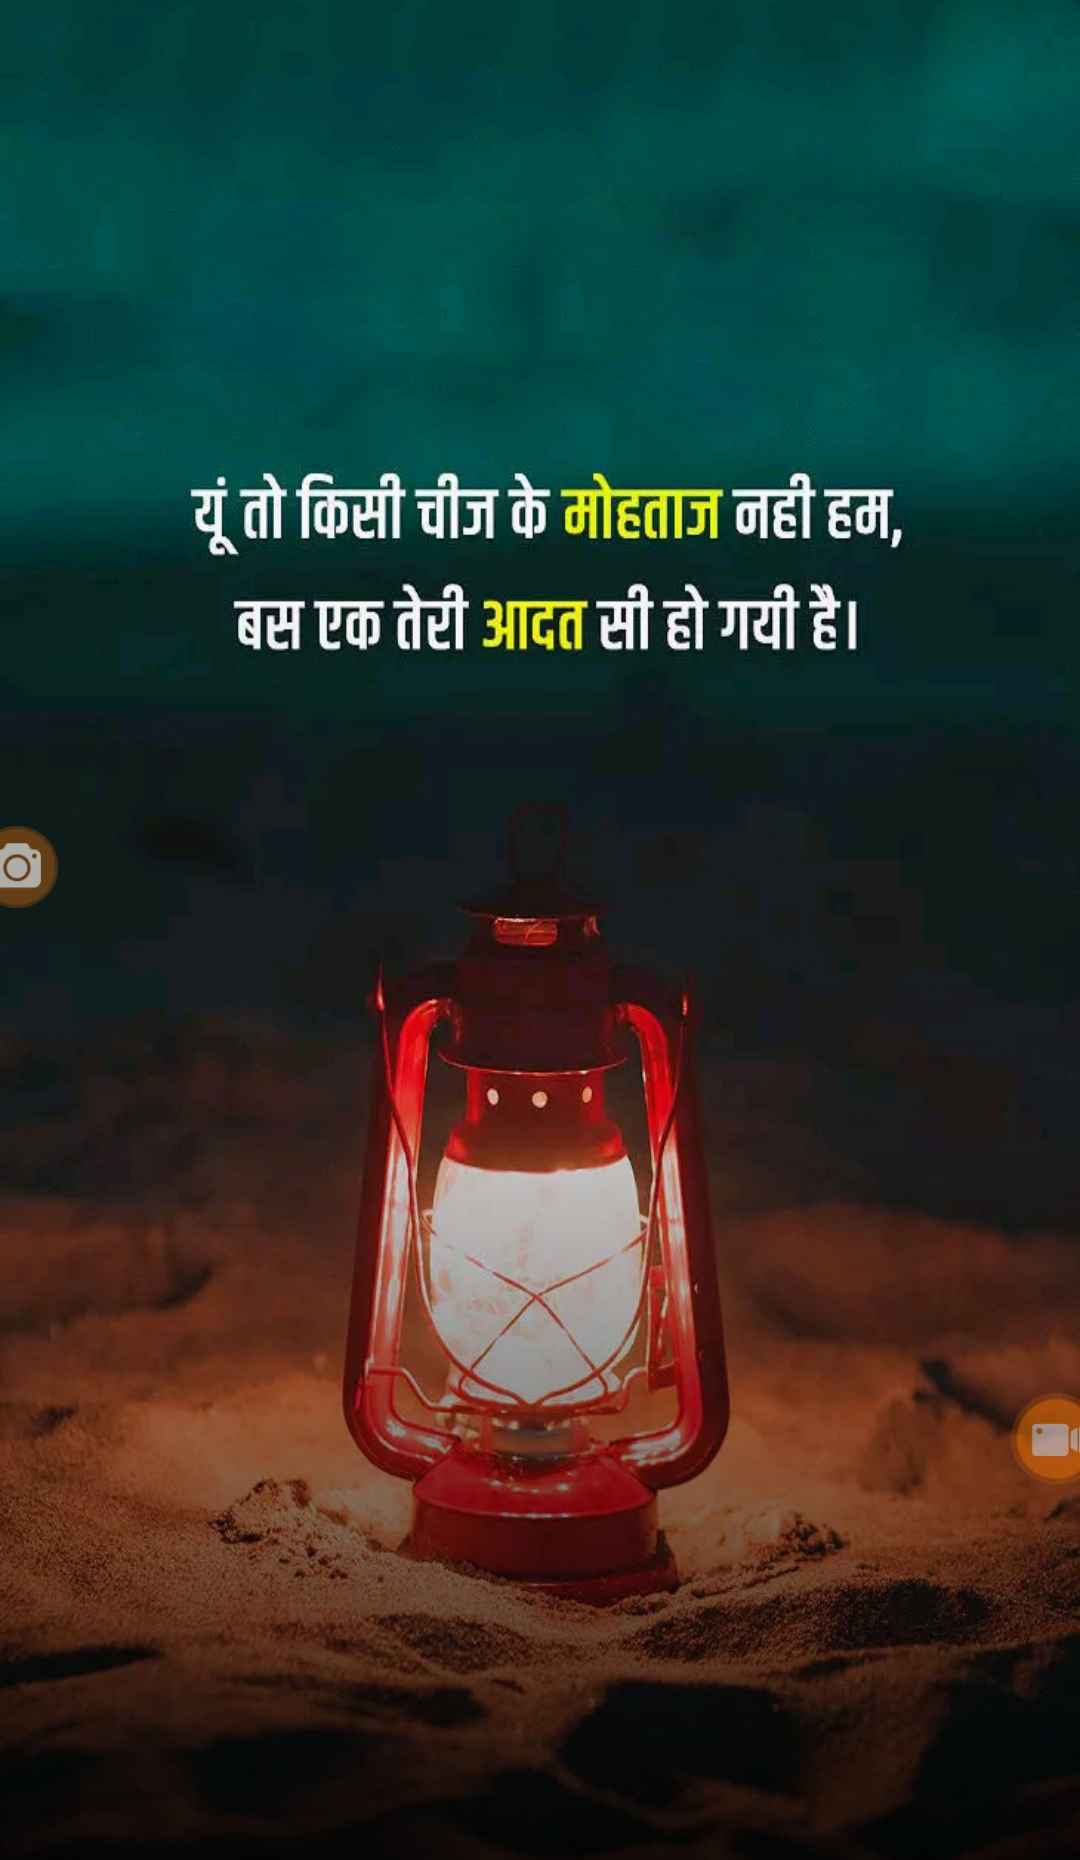 यूं तो किसी चीज के मोहताज नही हम,
बस एक तेरी आदत सी हो गयी है।